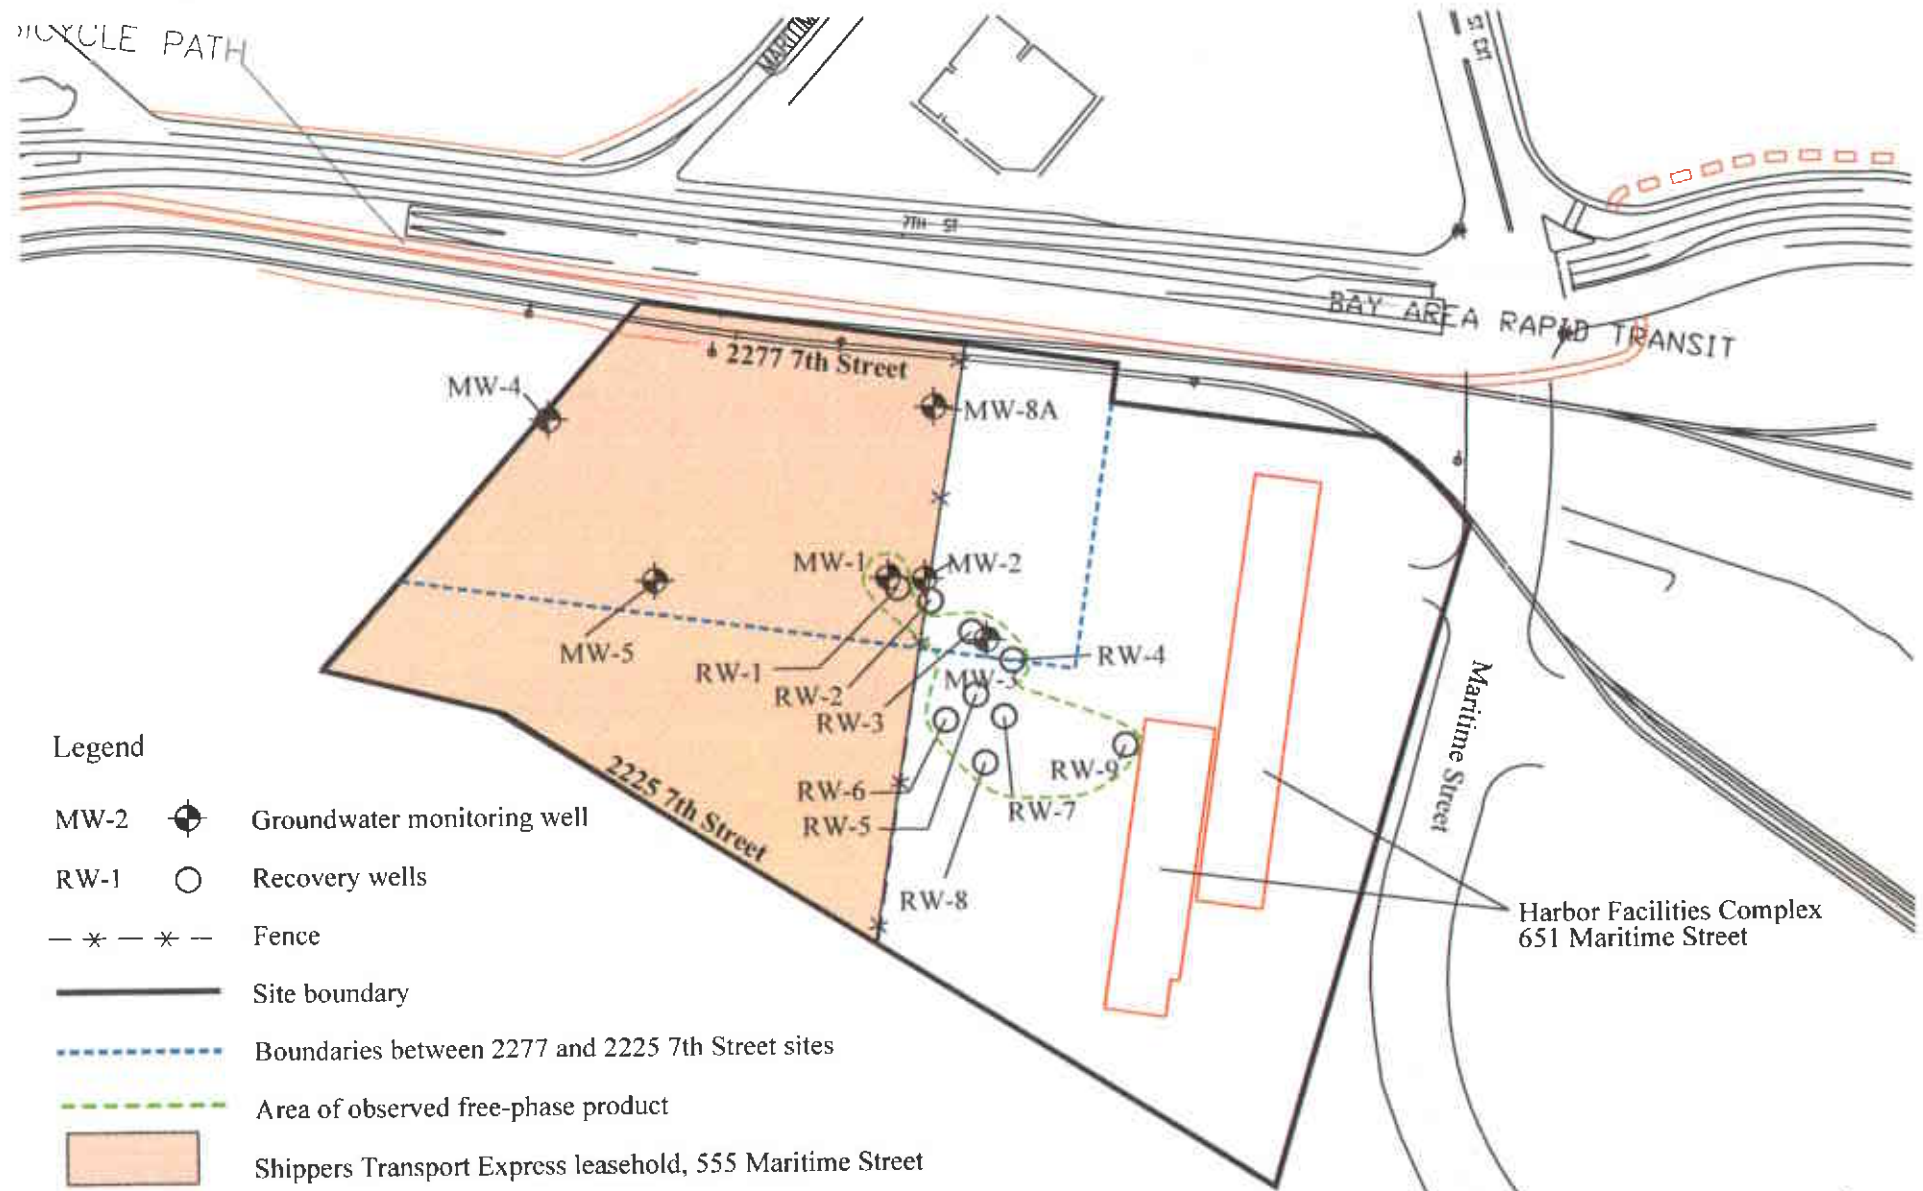 BICYCLE PATH
MARITIM
ST EXT
7TH ST
BAY AREA RAPID TRANSIT
2277 7th Street
MW-4
MW-8A
MW-1
MW-2
MW-5
RW-1
RW-4
RW-2
MW-3
RW-3
RW-9
RW-6
RW-7
RW-5
RW-8
2225 7th Street
Maritime Street
Harbor Facilities Complex
651 Maritime Street
Legend
MW-2 Groundwater monitoring well
RW-1 Recovery wells
Fence
Site boundary
Boundaries between 2277 and 2225 7th Street sites
Area of observed free-phase product
Shippers Transport Express leasehold, 555 Maritime Street